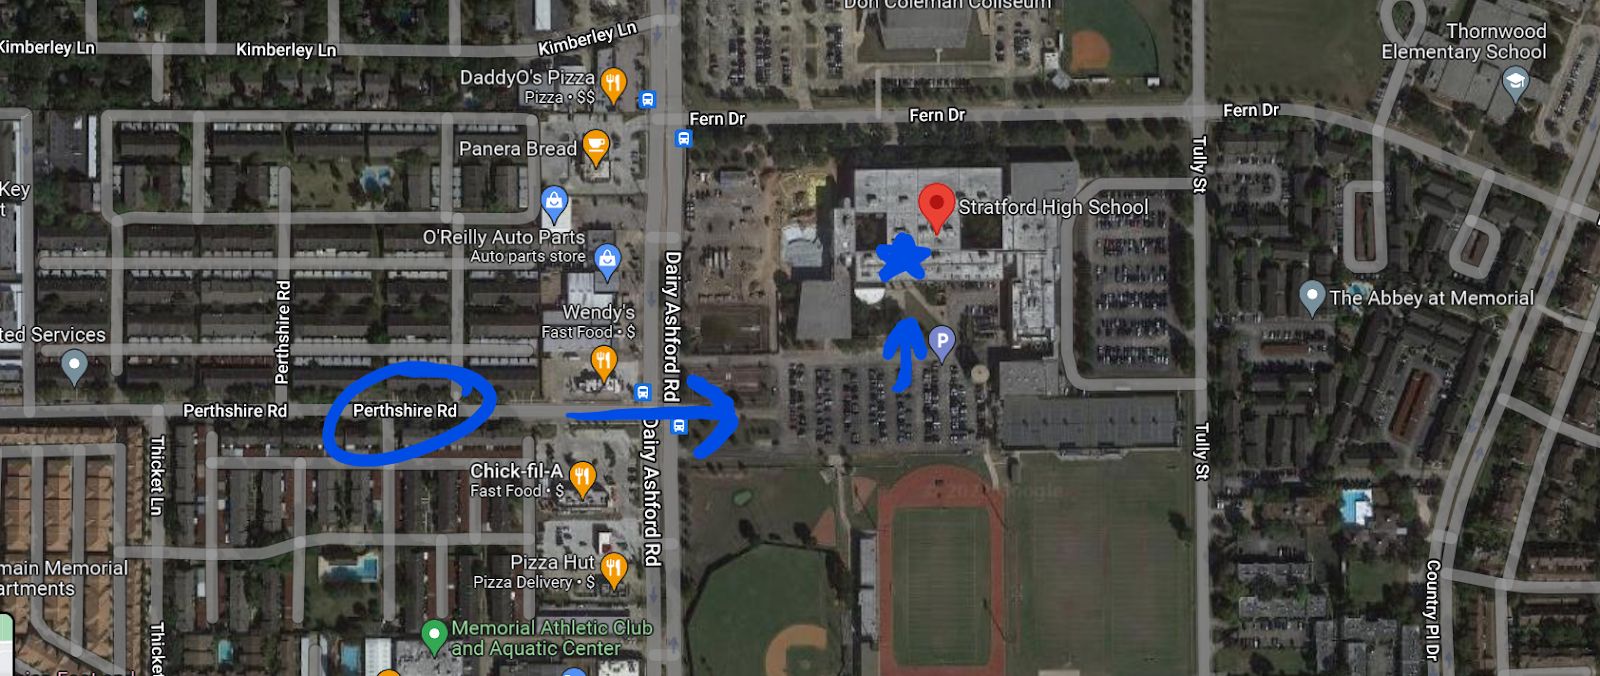 Don Coleman Coliseum
Kimberley Ln
Kimberley Ln
Kimberley Ln
Thornwood
Elementary School
DaddyO's Pizza
Pizza • $$
Fern Dr
Fern Dr
Fern Dr
Panera Bread
Tully St
Key
Stratford High School
O'Reilly Auto Parts
Auto parts store
Dairy Ashford Rd
Perthshire Rd
The Abbey at Memorial
Wendy's
Fast Food • $
ted Services
P
Perthshire Rd
Perthshire Rd
Thicket Ln
Dairy Ashford Rd
Tully St
Chick-fil-A
Fast Food • $
Google
Pizza Hut
Pizza Delivery • $
main Memorial
artments
Country Pl Dr
Thicket
Memorial Athletic Club
and Aquatic Center